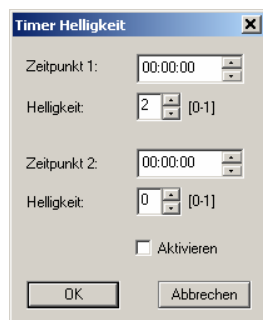 Timer Helligkeit
Zeitpunkt 1: 00:00:00
Helligkeit: 2 [0-1]
Zeitpunkt 2: 00:00:00
Helligkeit: 0 [0-1]
Aktivieren
OK Abbrechen